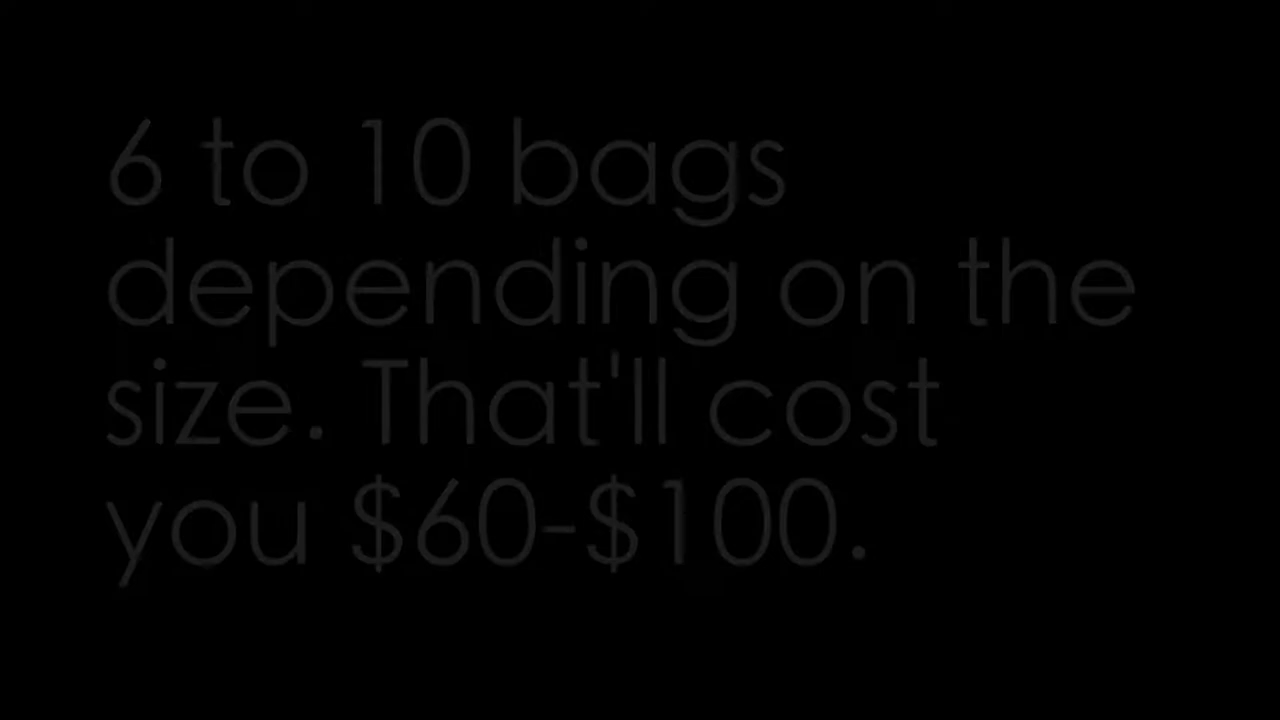 6 to 10 bags
depending on the
size. That'll cost
you $60-$100.